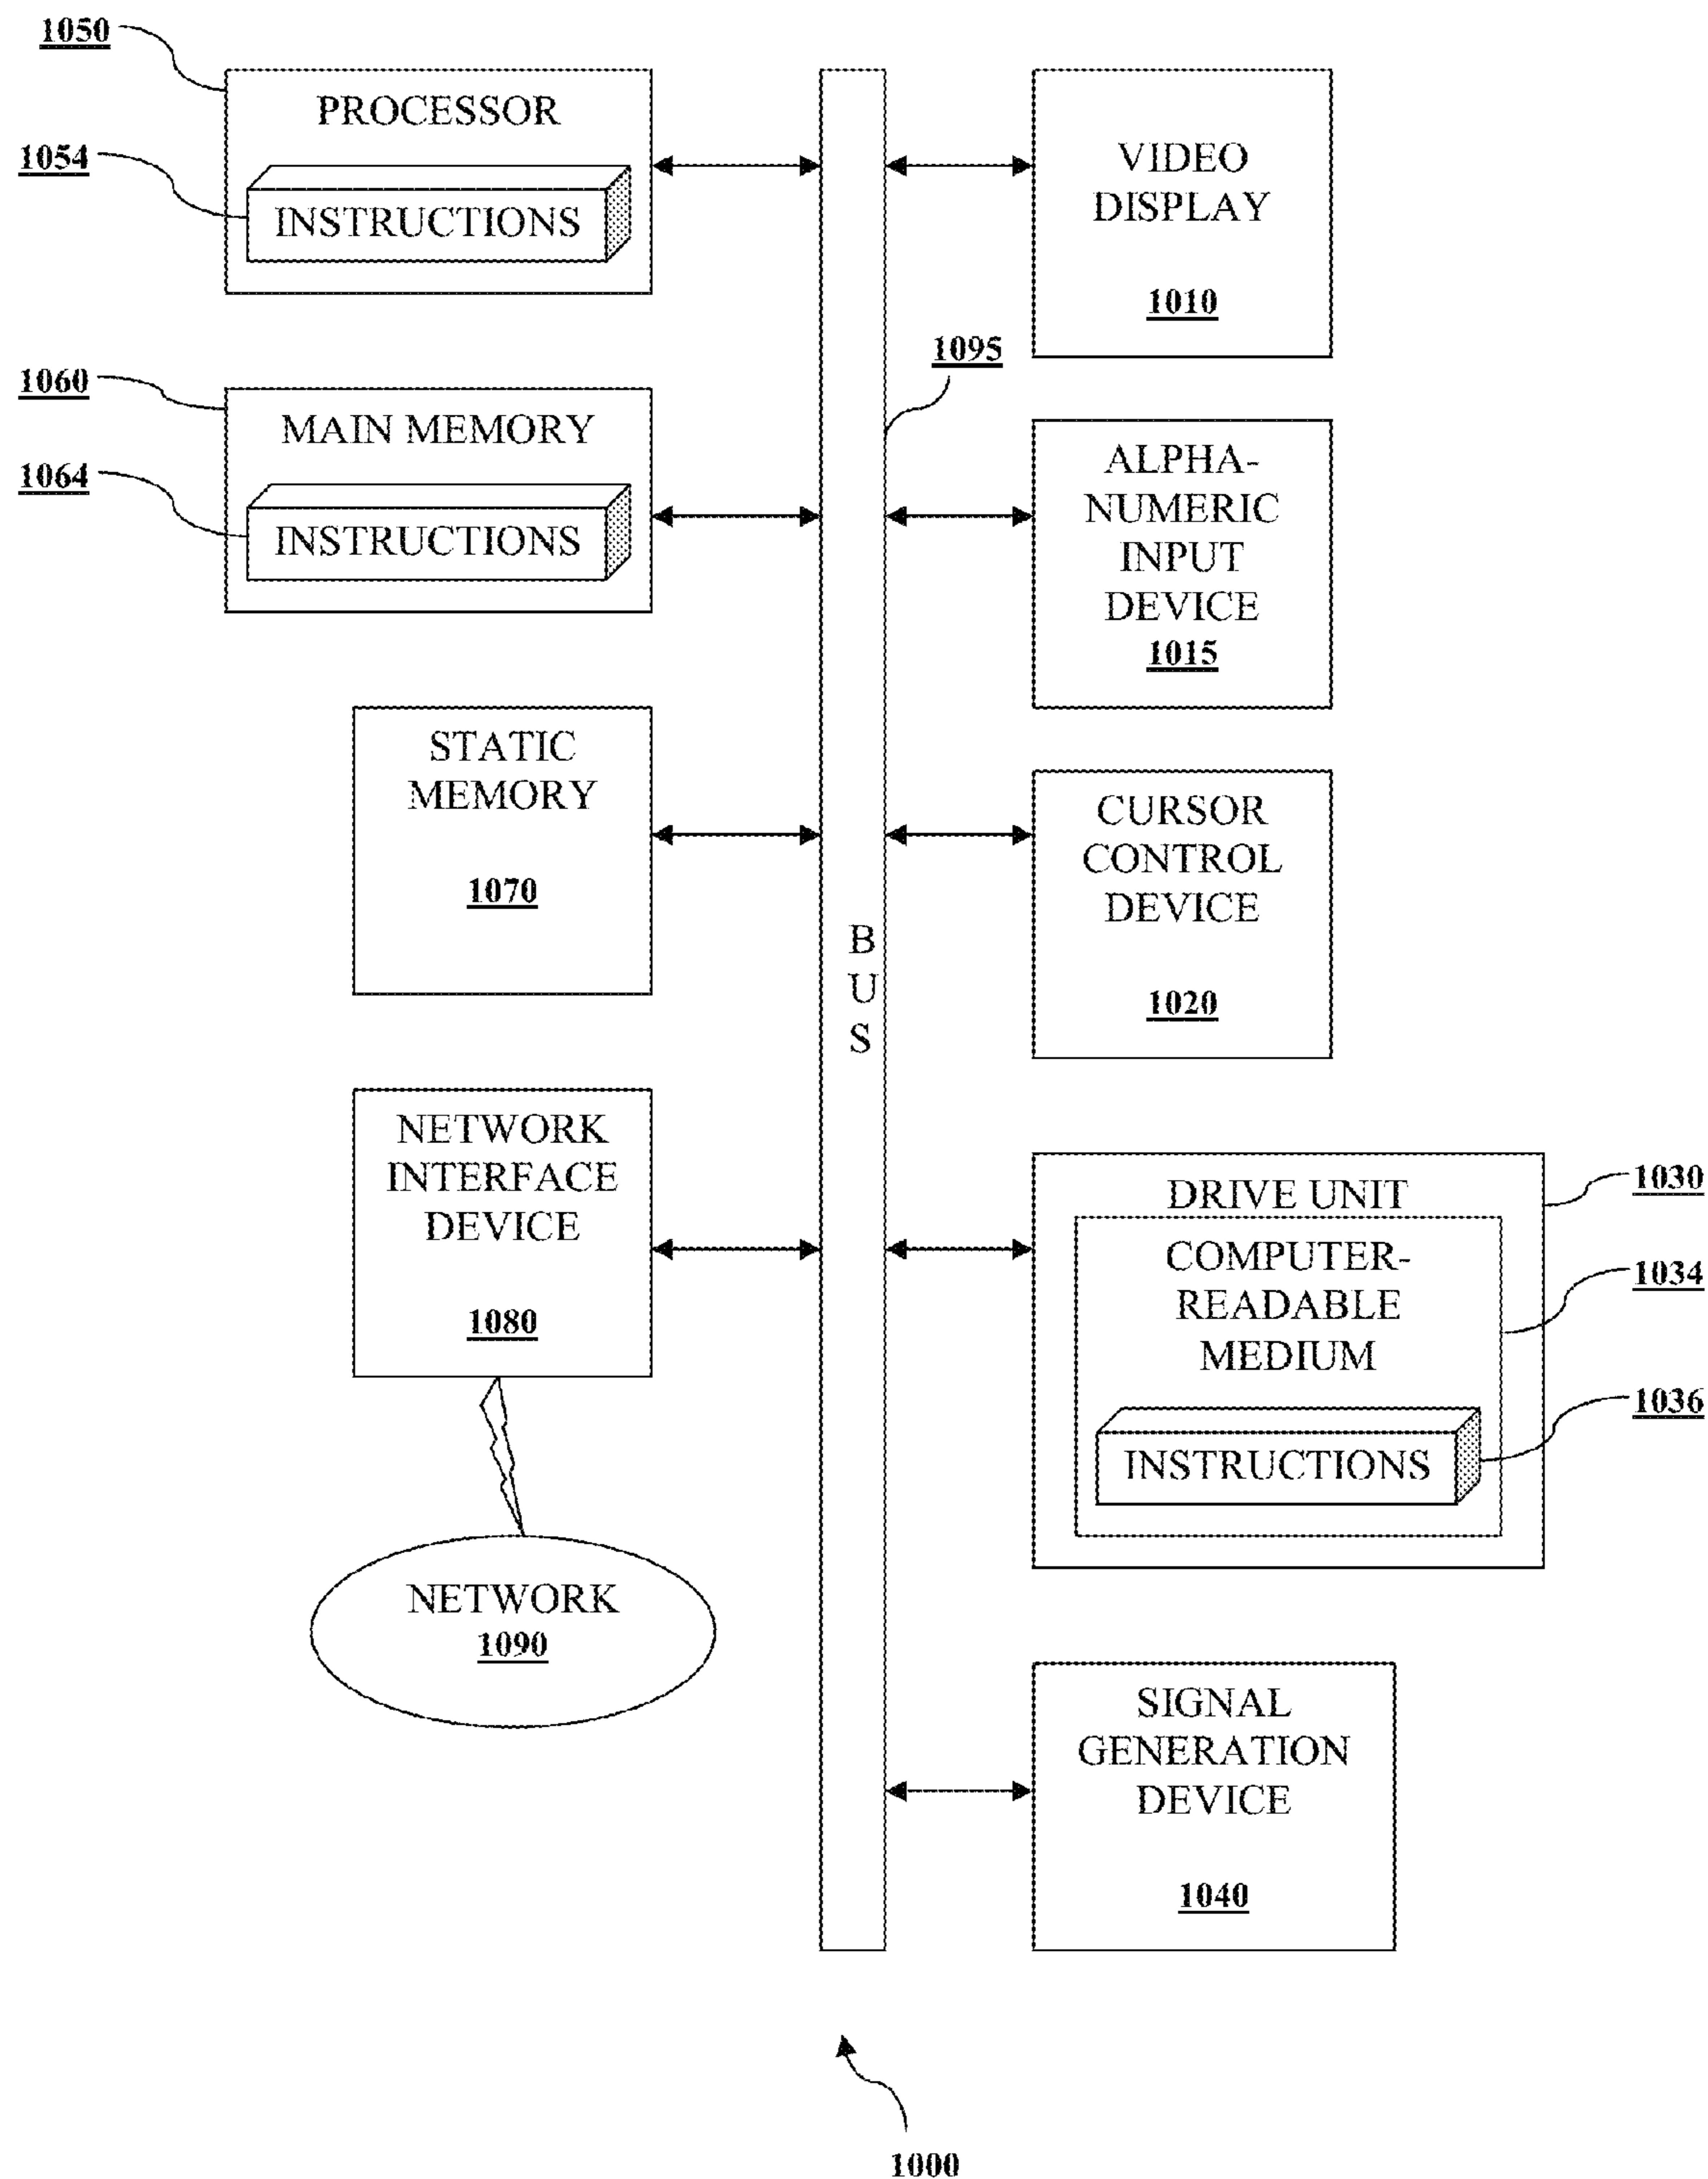 1050
PROCESSOR
1054
INSTRUCTIONS
1060
MAIN MEMORY
1064
INSTRUCTIONS
STATIC
MEMORY
1070
NETWORK
INTERFACE
DEVICE
1080
NETWORK
1090
B
U
S
1095
VIDEO
DISPLAY
1010
ALPHA-
NUMERIC
INPUT
DEVICE
1015
CURSOR
CONTROL
DEVICE
1020
DRIVE UNIT
1030
COMPUTER-
READABLE
MEDIUM
1034
INSTRUCTIONS
1036
SIGNAL
GENERATION
DEVICE
1040
1000